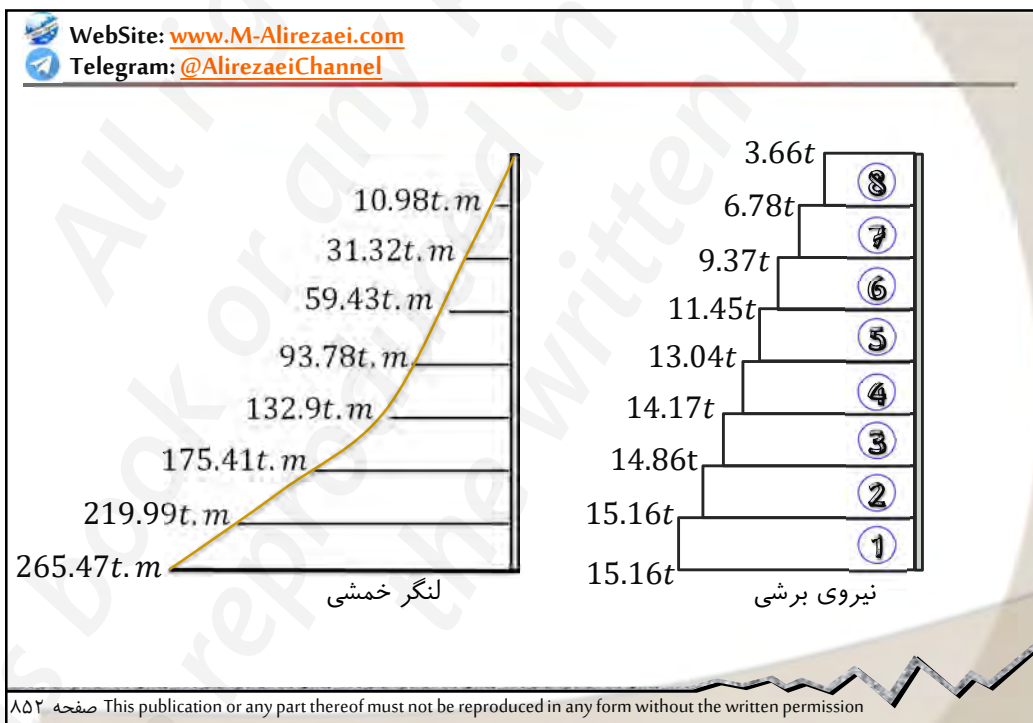 WebSite: www.M-Alirezaei.com
Telegram: @AlirezaeiChannel
10.98t.m
31.32t.m
59.43t.m
93.78t.m
132.9t.m
175.41t.m
219.99t.m
265.47t.m
لنگر خمشی
3.66t
6.78t
9.37t
11.45t
13.04t
14.17t
14.86t
15.16t
15.16t
8
7
6
5
4
3
2
1
نیروی برشی
صفحه ۸۵۲ This publication or any part thereof must not be reproduced in any form without the written permission